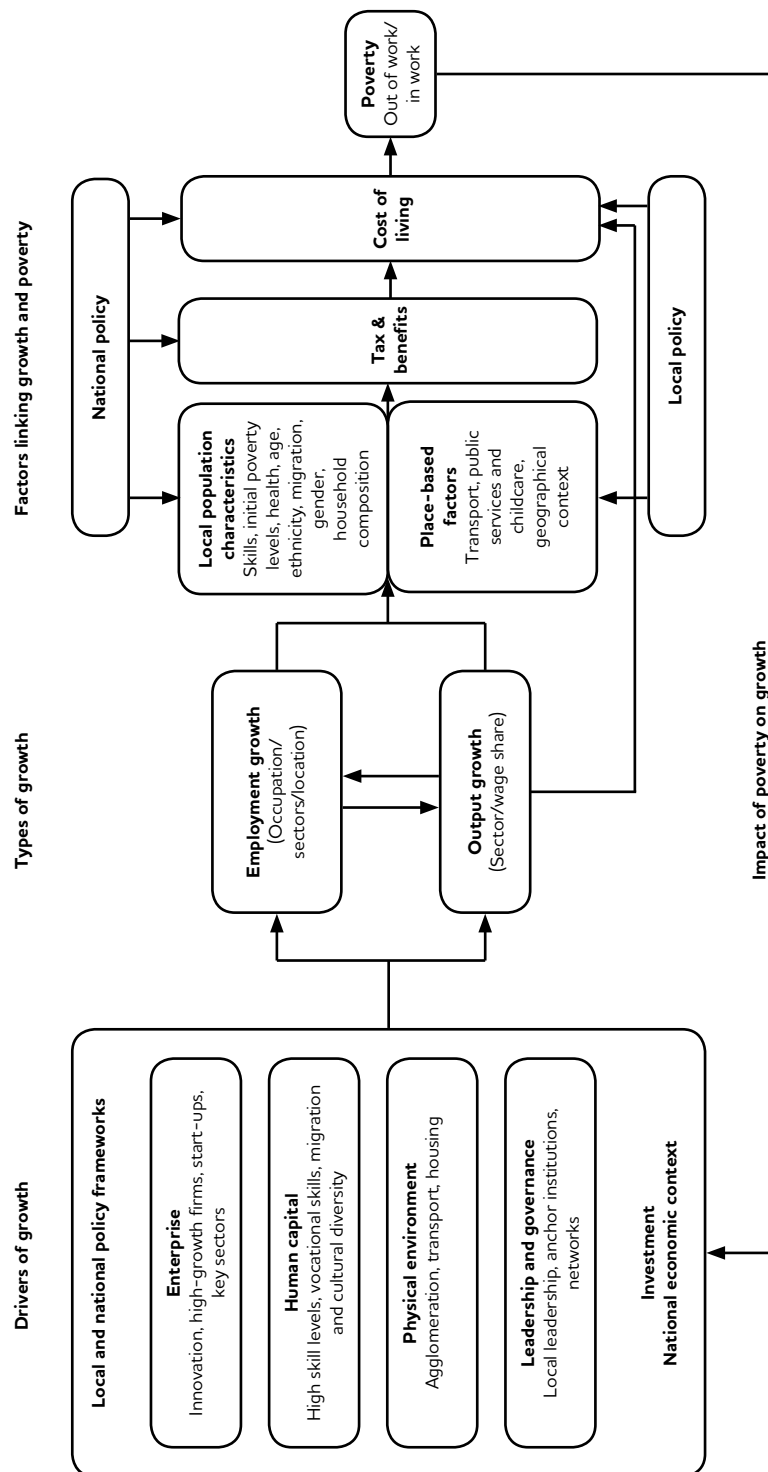 Drivers of growth
Types of growth
Factors linking growth and poverty
Local and national policy frameworks
Enterprise
Innovation, high-growth firms, start-ups,
key sectors
Human capital
High skill levels, vocational skills, migration
and cultural diversity
Physical environment
Agglomeration, transport, housing
Leadership and governance
Local leadership, anchor institutions,
networks
Investment
National economic context
Employment growth
(Occupation/
sectors/location)
Output growth
(Sector/wage share)
National policy
Local population
characteristics
Skills, initial poverty
levels, health, age,
ethnicity, migration,
gender,
household
composition
Place-based
factors
Transport, public
services and
childcare,
geographical
context
Local policy
Tax &
benefits
Cost of
living
Poverty
Out of work/
in work
Impact of poverty on growth